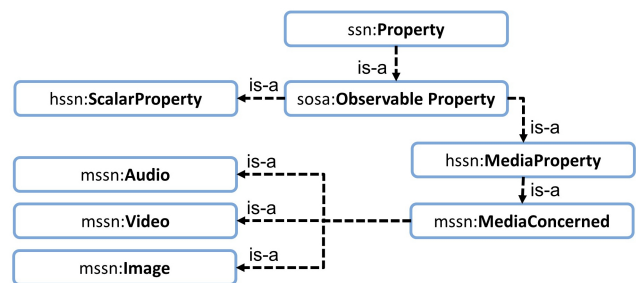 ssn:Property
is-a
is-a
hssn:ScalarProperty
sosa:Observable Property
is-a
hssn:MediaProperty
is-a
mssn:Audio
is-a
mssn:Video
is-a
mssn:MediaConcerned
mssn:Image
is-a